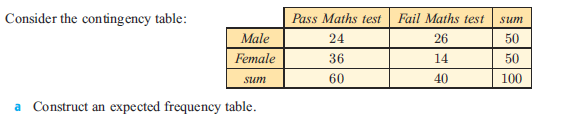 Consider the contingency table:
Pass Maths test Fail Maths test sum
Male 24 26 50
Female 36 14 50
sum 60 40 100
a Construct an expected frequency table.